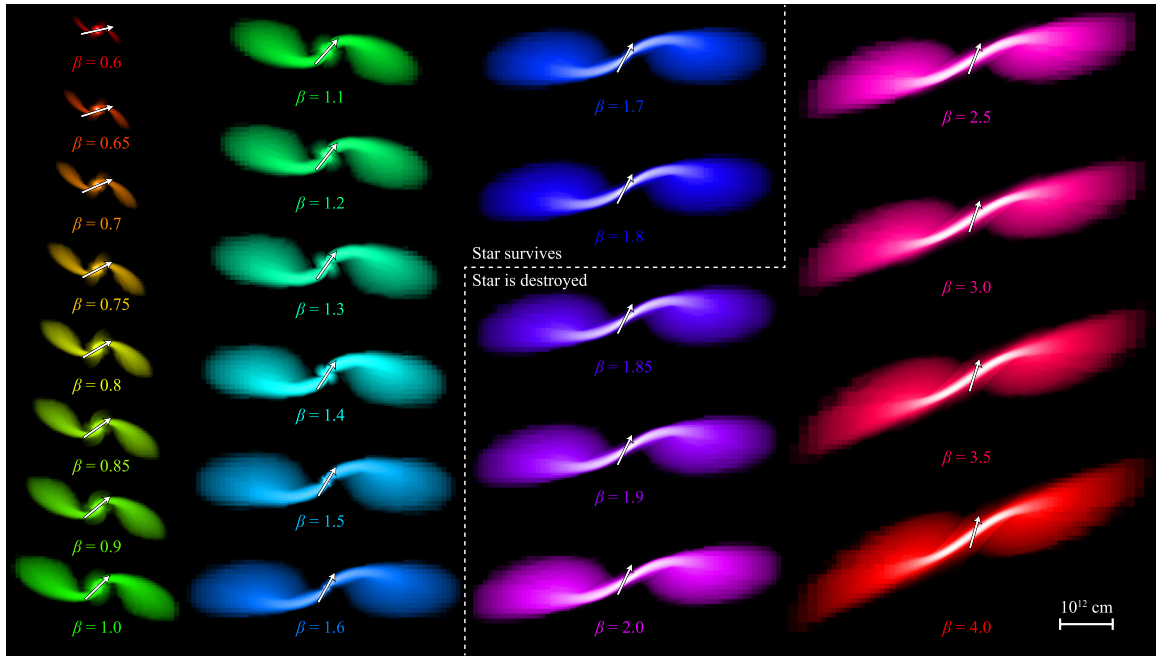 β = 0.6
β = 0.65
β = 0.7
β = 0.75
β = 0.8
β = 0.85
β = 0.9
β = 1.0
β = 1.1
β = 1.2
β = 1.3
β = 1.4
β = 1.5
β = 1.6
β = 1.7
β = 1.8
Star survives
Star is destroyed
β = 1.85
β = 1.9
β = 2.0
β = 2.5
β = 3.0
β = 3.5
β = 4.0
10¹² cm